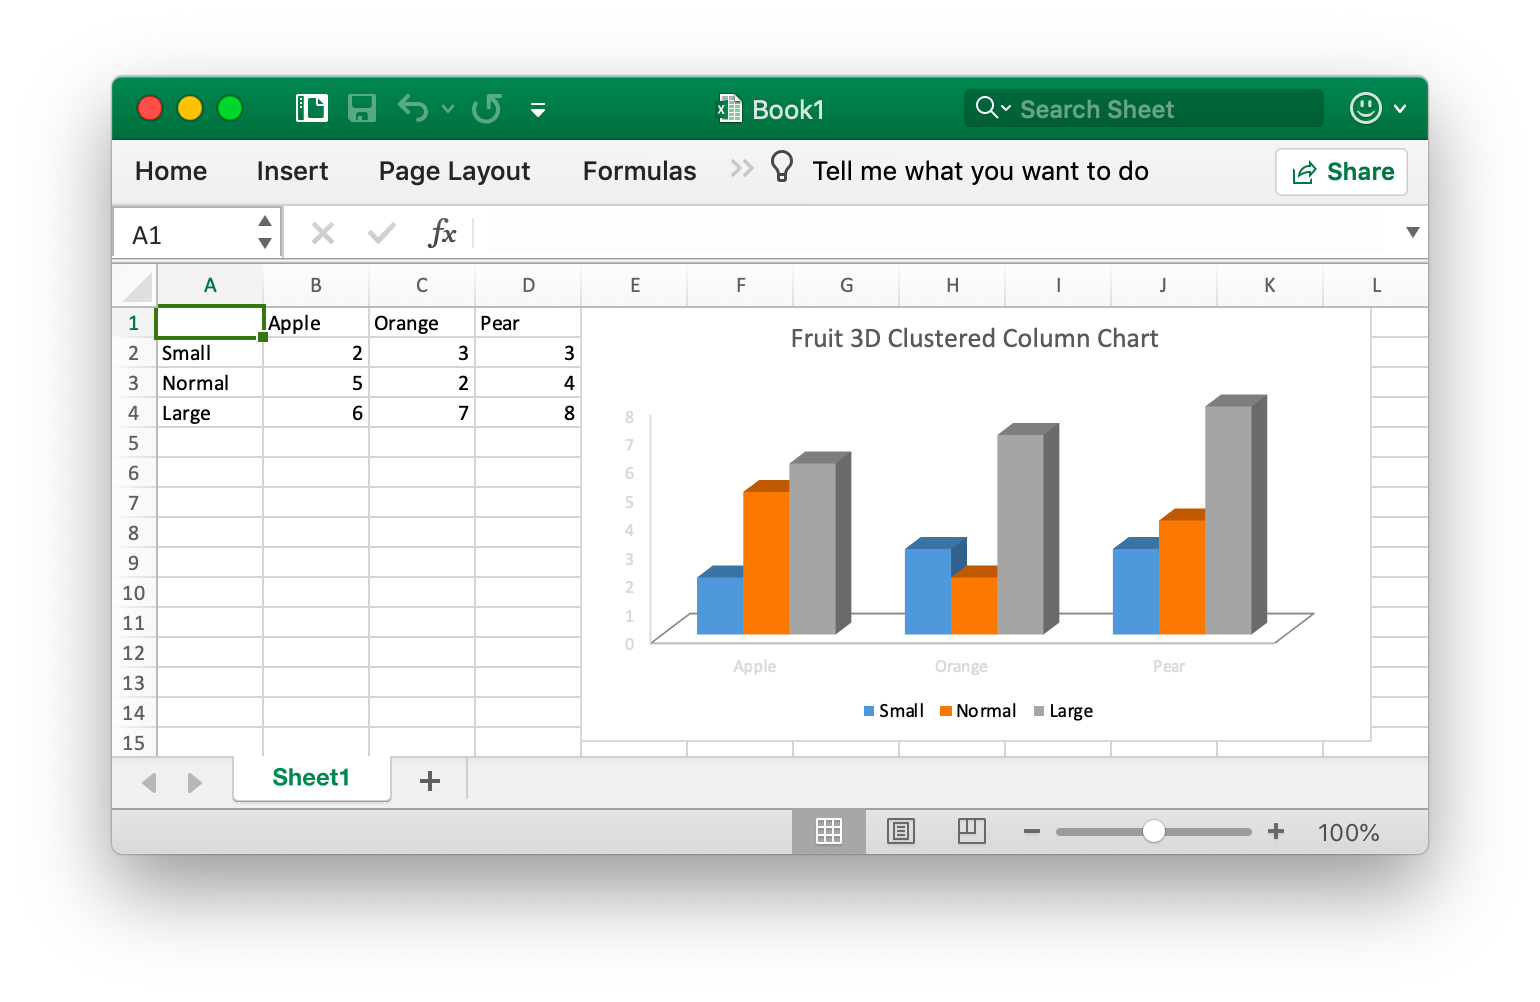 Book1
Search Sheet
Home Insert Page Layout Formulas Tell me what you want to do Share
A1 fx
A B C D E F G H I J K L
1 Apple Orange Pear
2 Small 2 3 3
3 Normal 5 2 4
4 Large 6 7 8
5
6
7
8
9
10
11
12
13
14
15
Fruit 3D Clustered Column Chart
8
7
6
5
4
3
2
1
0
Apple Orange Pear
Small Normal Large
Sheet1
100%